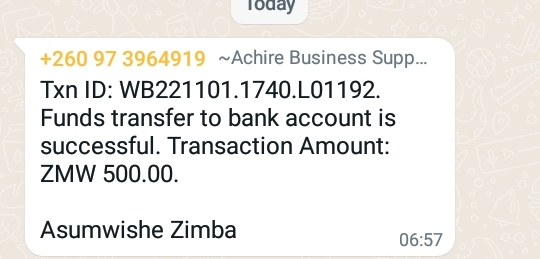 Today
+260 97 3964919 ~Achire Business Supp...
Txn ID: WB221101.1740.L01192.
Funds transfer to bank account is
successful. Transaction Amount:
ZMW 500.00.
Asumwishe Zimba
06:57